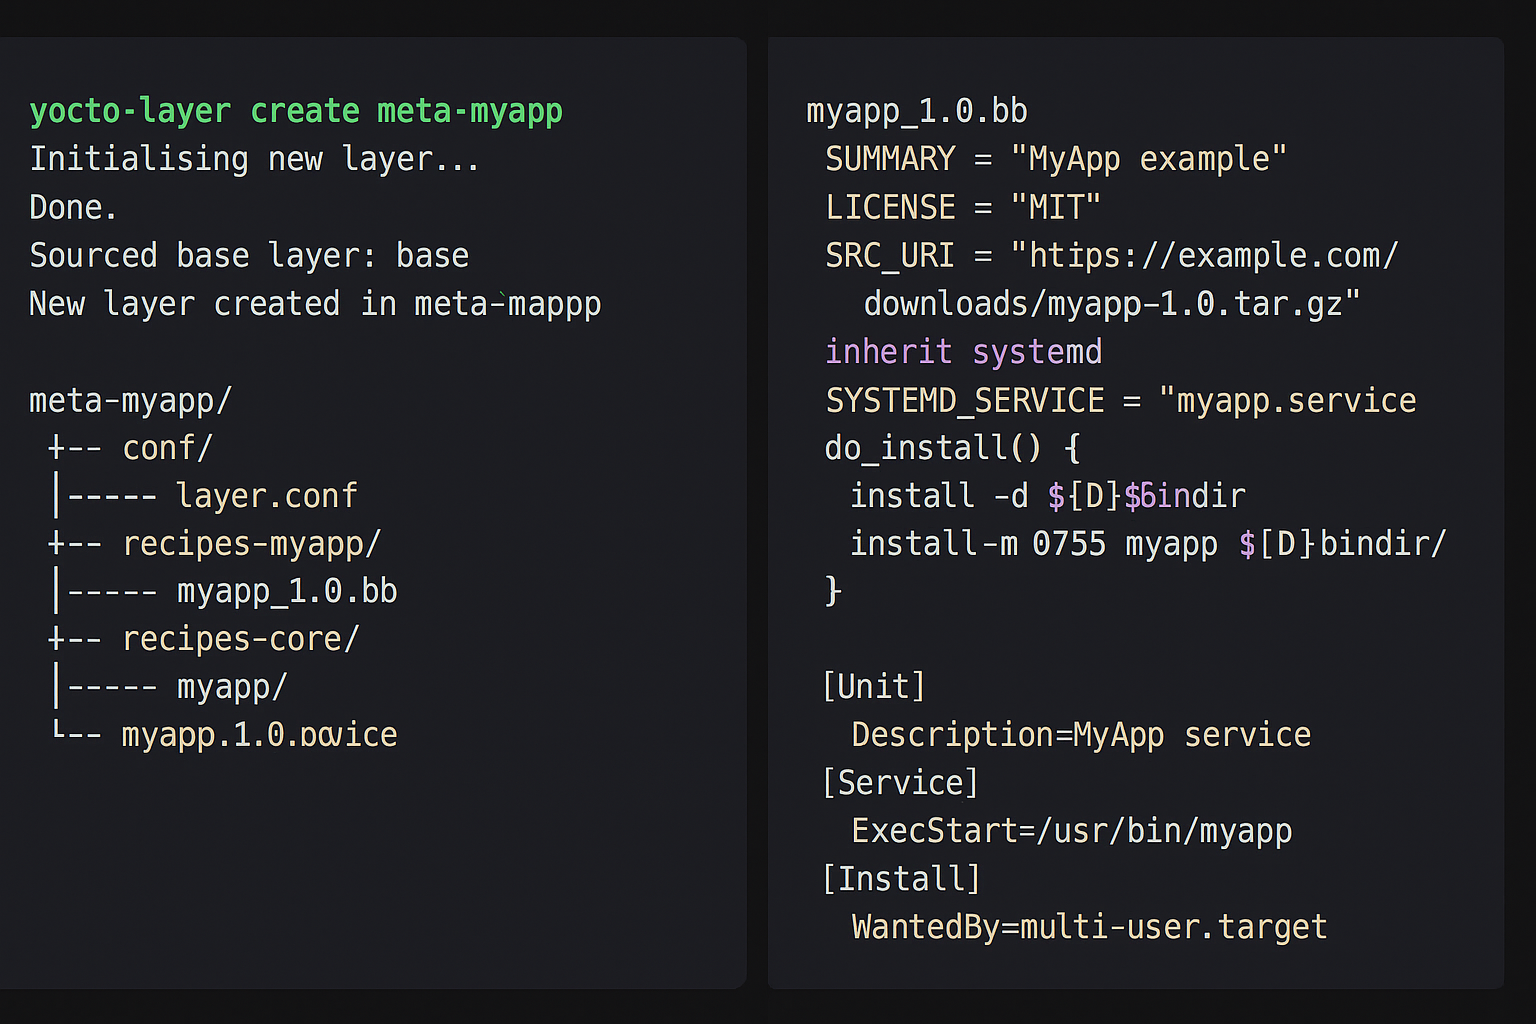 yocto-layer create meta-myapp
Initialising new layer...
Done.
Sourced base layer: base
New layer created in meta-mappp
meta-myapp/
+-- conf/
|----- layer.conf
+-- recipes-myapp/
|----- myapp_1.0.bb
+-- recipes-core/
|----- myapp/
└--
myapp_1.0.bb
SUMMARY = "MyApp example"
LICENSE = "MIT"
SRC_URI = "htips://example.com/
downloads/myapp-1.0.tar.gz"
inherit systemd
SYSTEMD_SERVICE = "myapp.service
do_install() {
install -d ${D}$6indir
install-m 0755 myapp $[D}bindir/
}
[Unit]
Description=MyApp service
[Service]
ExecStart=/usr/bin/myapp
[Install]
WantedBy=multi-user.target